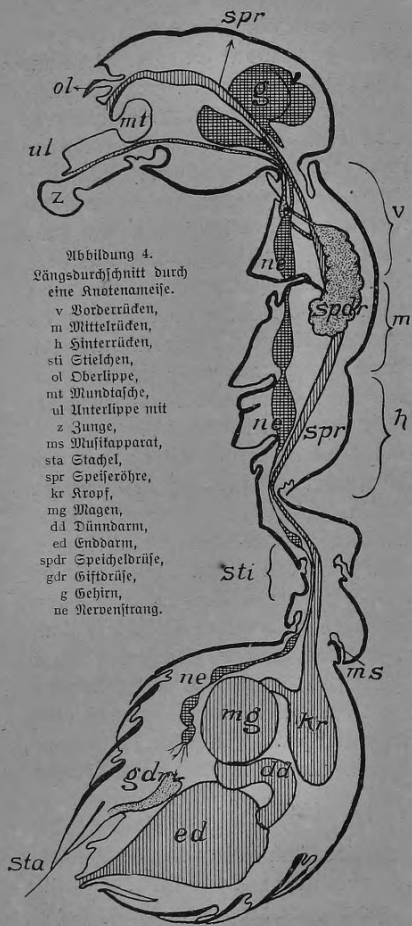 spr
ol
g
mt
ul
z
v
Abbildung 4.
Längsdurchschnitt durch
eine Knotenameise.
v Vorderrücken,
m Mittelrücken,
h Hinterrücken,
sti Stielchen,
ol Oberlippe,
mt Mundtasche,
ul Unterlippe mit
z Zunge,
ms Musikapparat,
sta Stachel,
spr Speiseröhre,
kr Kropf,
mg Magen,
dd Dünndarm,
ed Enddarm,
spdr Speicheldrüse,
gdr Giftdrüse,
g Gehirn,
ne Nervenstrang.
ne
spdr
m
ne
spr
h
sti
ms
ne
mg
kr
gdr
dd
ed
sta